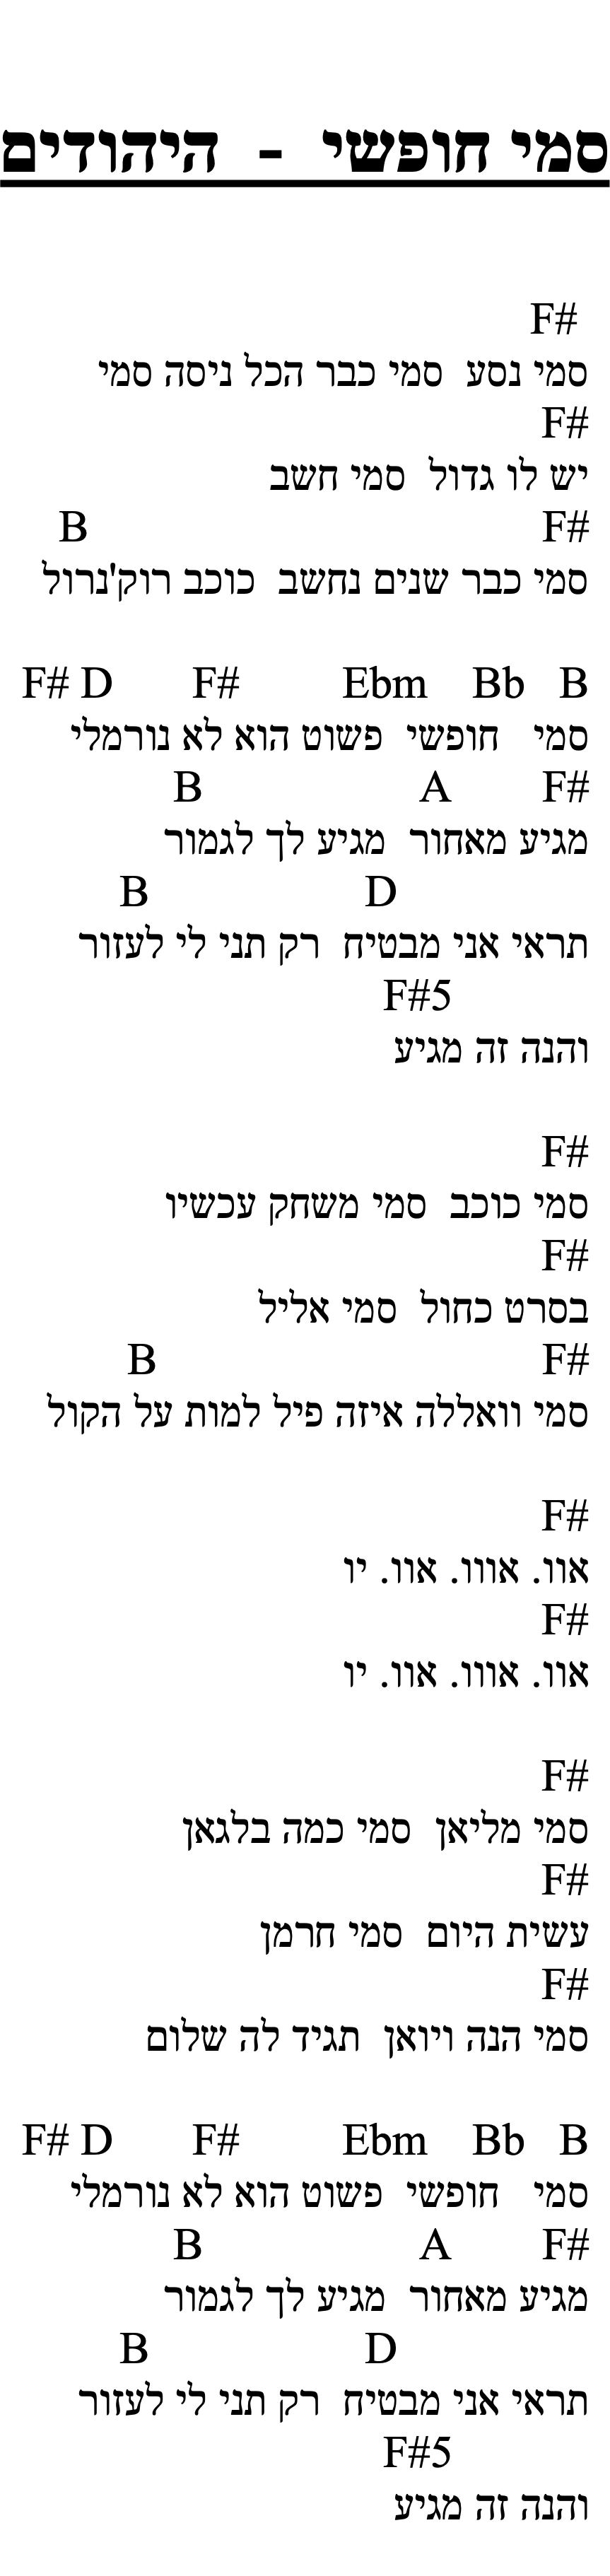 סמי חופשי - היהודים
F#
סמי נסע סמי כבר הכל ניסה סמי
F#
יש לו גדול סמי חשב
B F#
סמי כבר שנים נחשב כוכב רוק'נרול
F# D F# Ebm Bb B
סמי חופשי פשוט הוא לא נורמלי
B A F#
מגיע מאחור מגיע לך לגמור
B D
תראי אני מבטיח רק תני לי לעזור
F#5
והנה זה מגיע
F#
סמי כוכב סמי משחק עכשיו
F#
בסרט כחול סמי אליל
B F#
סמי וואללה איזה פיל למות על הקול
F#
אוו. אווו. אוו. יו
F#
אוו. אווו. אוו. יו
F#
סמי מליאן סמי כמה בלגאן
F#
עשית היום סמי חרמן
F#
סמי הנה ויואן תגיד לה שלום
F# D F# Ebm Bb B
סמי חופשי פשוט הוא לא נורמלי
B A F#
מגיע מאחור מגיע לך לגמור
B D
תראי אני מבטיח רק תני לי לעזור
F#5
והנה זה מגיע